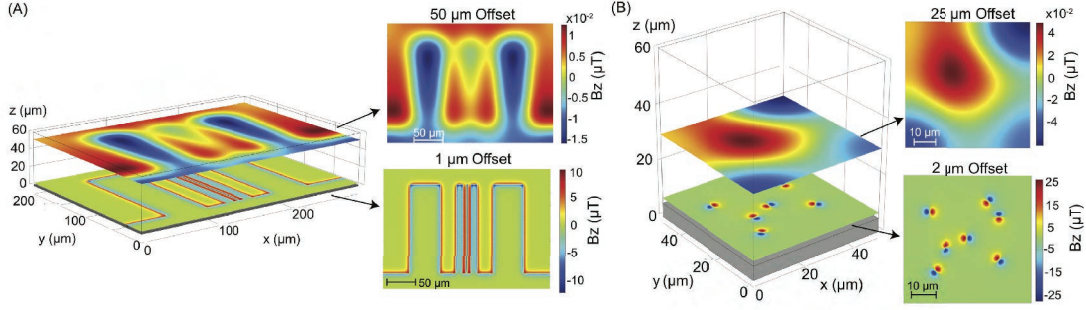 (A)
50 µm Offset
x10⁻²
1
0.5
0
-0.5
-1
-1.5
Bz (µT)
50 µm
z (µm)
60
40
20
0
200
100
0
y (µm)
0
100
200
x (µm)
1 µm Offset
10
5
0
-5
-10
Bz (µT)
50 µm
(B)
z (µm)
60
40
20
0
40
20
0
y (µm)
0
20
40
x (µm)
25 µm Offset
x10⁻²
4
2
0
-2
-4
Bz (µT)
10 µm
2 µm Offset
25
15
5
0
-5
-15
-25
Bz (µT)
10 µm